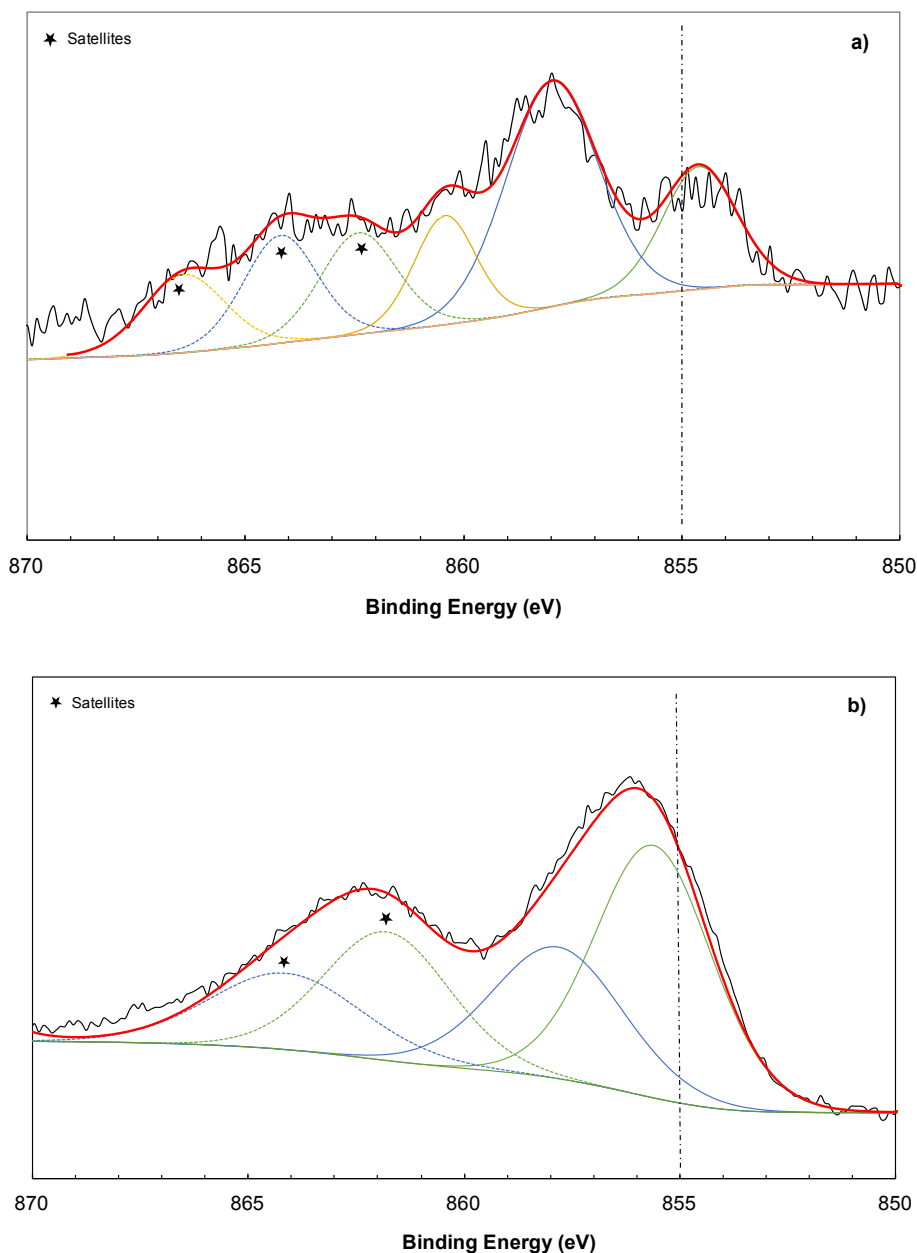 ★ Satellites
a)
870 865 860 855 850
Binding Energy (eV)
★ Satellites
b)
870 865 860 855 850
Binding Energy (eV)